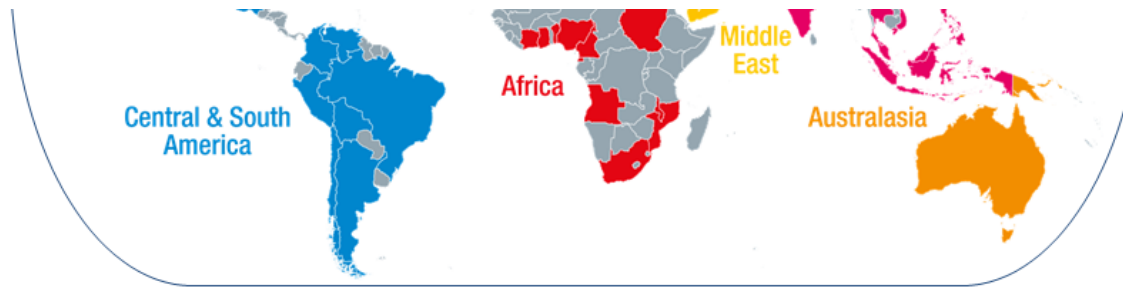 Central & South
America
Africa
Middle
East
Australasia